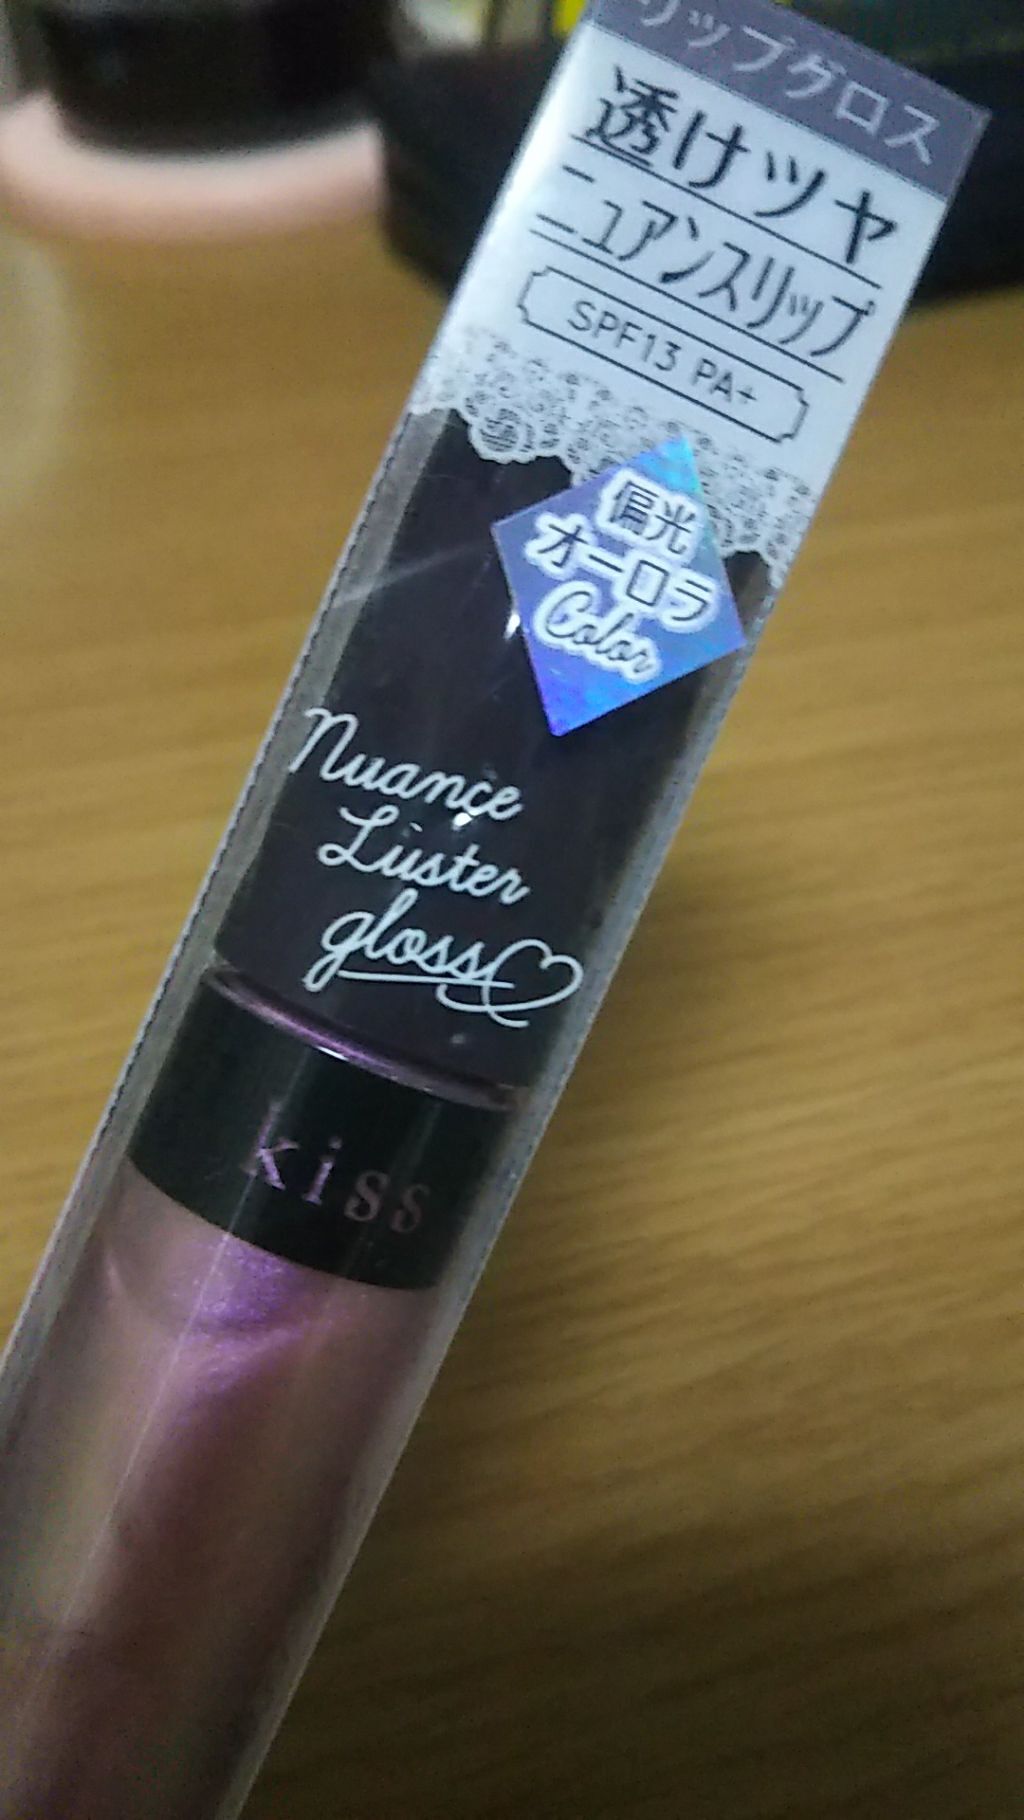 リップグロス
透けツヤ
ニュアンスリップ
SPF13 PA+
偏光
オーロラ
Color
Nuance
Luster
gloss
kiss